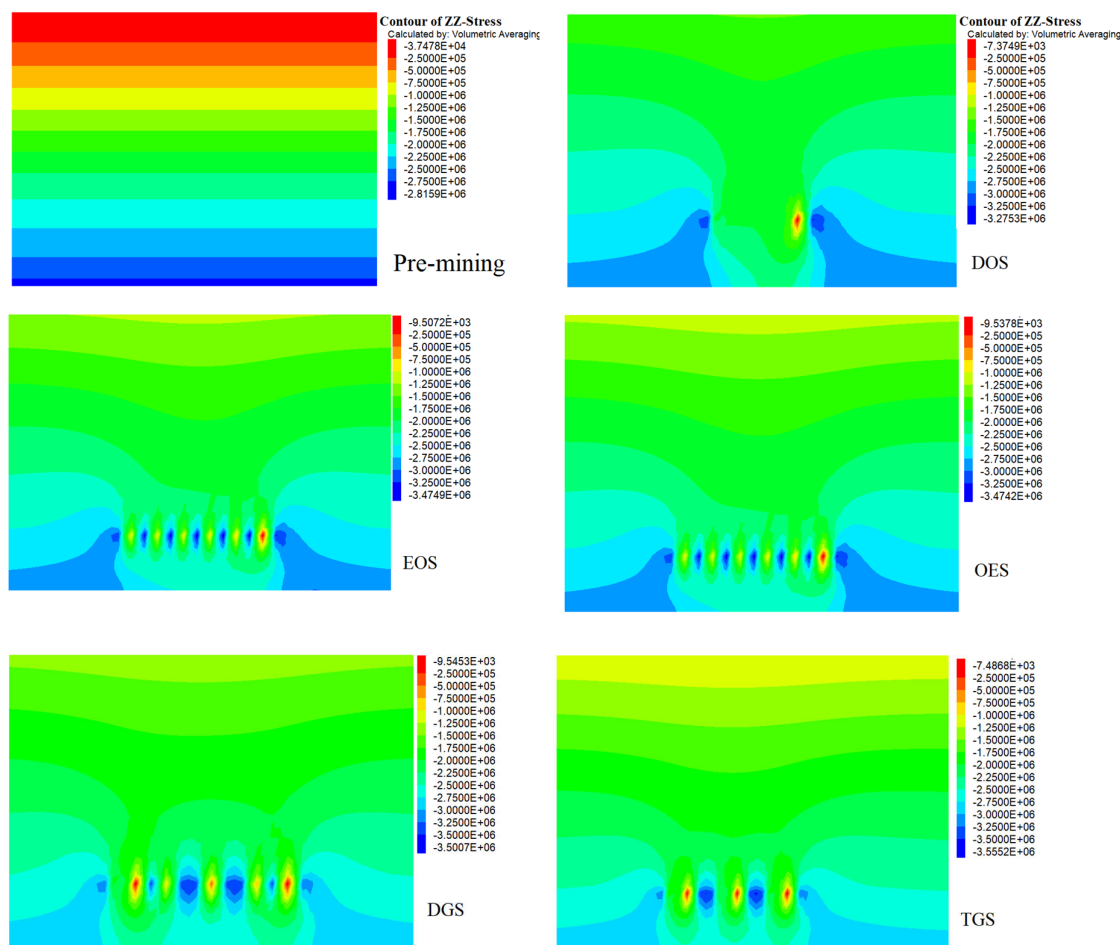 Contour of ZZ-Stress
Calculated by: Volumetric Averaging
-3.7478E+04
-2.5000E+05
-5.0000E+05
-7.5000E+05
-1.0000E+06
-1.2500E+06
-1.5000E+06
-1.7500E+06
-2.0000E+06
-2.2500E+06
-2.5000E+06
-2.7500E+06
-2.8159E+06
Pre-mining
Contour of ZZ-Stress
Calculated by: Volumetric Averaging
-7.3749E+03
-2.5000E+05
-5.0000E+05
-7.5000E+05
-1.0000E+06
-1.2500E+06
-1.5000E+06
-1.7500E+06
-2.0000E+06
-2.2500E+06
-2.5000E+06
-2.7500E+06
-3.0000E+06
-3.2500E+06
-3.2753E+06
DOS
-9.5072E+03
-2.5000E+05
-5.0000E+05
-7.5000E+05
-1.0000E+06
-1.2500E+06
-1.7500E+06
-2.0000E+06
-2.2500E+06
-2.5000E+06
-2.7500E+06
-3.0000E+06
-3.2500E+06
-3.4749E+06
EOS
-9.5378E+03
-2.5000E+05
-5.0000E+05
-7.5000E+05
-1.0000E+06
-1.2500E+06
-1.7500E+06
-2.0000E+06
-2.2500E+06
-2.5000E+06
-2.7500E+06
-3.0000E+06
-3.2500E+06
-3.4742E+06
OES
-9.5453E+03
-2.5000E+05
-5.0000E+05
-7.5000E+05
-1.0000E+06
-1.2500E+06
-1.5000E+06
-1.7500E+06
-2.0000E+06
-2.2500E+06
-2.5000E+06
-2.7500E+06
-3.0000E+06
-3.2500E+06
-3.5000E+06
-3.5007E+06
DGS
-7.4868E+03
-2.5000E+05
-5.0000E+05
-7.5000E+05
-1.0000E+06
-1.2500E+06
-1.5000E+06
-2.0000E+06
-2.2500E+06
-2.5000E+06
-2.7500E+06
-3.0000E+06
-3.2500E+06
-3.5000E+06
-3.5552E+06
TGS